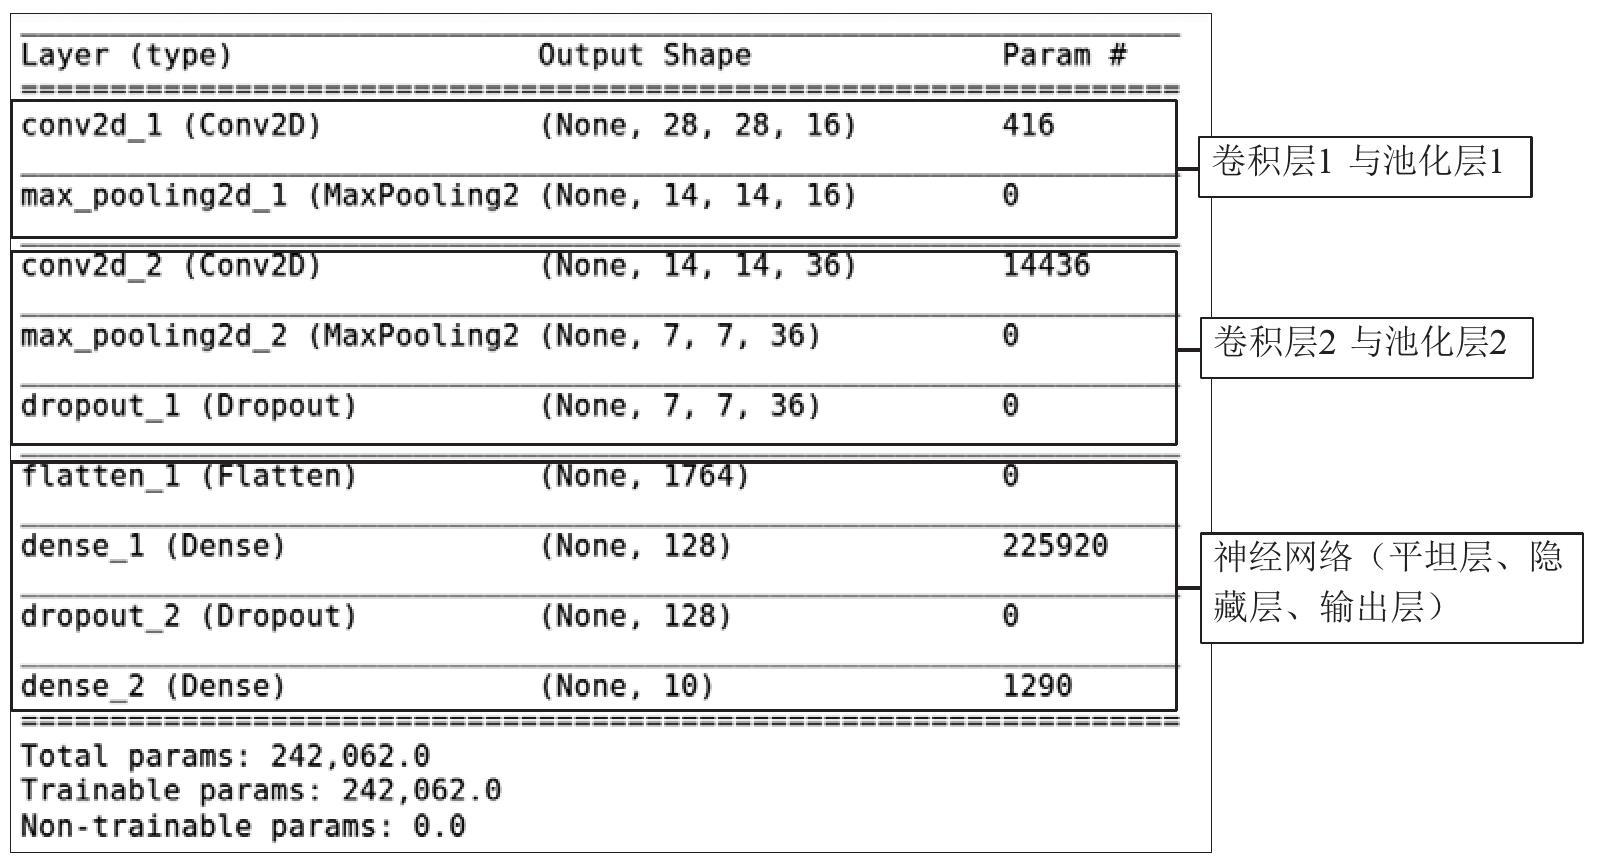 Layer (type) Output Shape Param #
conv2d_1 (Conv2D) (None, 28, 28, 16) 416
max_pooling2d_1 (MaxPooling2 (None, 14, 14, 16) 0
卷积层1 与池化层1
conv2d_2 (Conv2D) (None, 14, 14, 36) 14436
max_pooling2d_2 (MaxPooling2 (None, 7, 7, 36) 0
dropout_1 (Dropout) (None, 7, 7, 36) 0
卷积层2 与池化层2
flatten_1 (Flatten) (None, 1764) 0
dense_1 (Dense) (None, 128) 225920
dropout_2 (Dropout) (None, 128) 0
dense_2 (Dense) (None, 10) 1290
神经网络（平坦层、隐
藏层、输出层）
Total params: 242,062.0
Trainable params: 242,062.0
Non-trainable params: 0.0